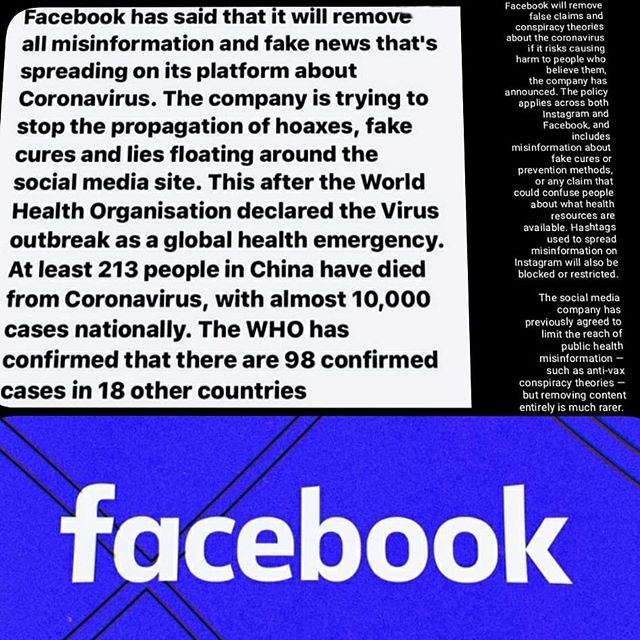 Facebook has said that it will remove
all misinformation and fake news that's
spreading on its platform about
Coronavirus. The company is trying to
stop the propagation of hoaxes, fake
cures and lies floating around the
social media site. This after the World
Health Organisation declared the Virus
outbreak as a global health emergency.
At least 213 people in China have died
from Coronavirus, with almost 10,000
cases nationally. The WHO has
confirmed that there are 98 confirmed
cases in 18 other countries
Facebook will remove
false claims and
conspiracy theories
about the coronavirus
if it risks causing
harm to people who
believe them,
the company has
announced. The policy
applies across both
Instagram and
Facebook, and
includes
misinformation about
fake cures or
prevention methods,
or any claim that
could confuse people
about what health
resources are
available. Hashtags
used to spread
misinformation on
Instagram will also be
blocked or restricted.
The social media
company has
previously agreed to
limit the reach of
public health
misinformation —
such as anti-vax
conspiracy theories —
but removing content
entirely is much rarer.
facebook